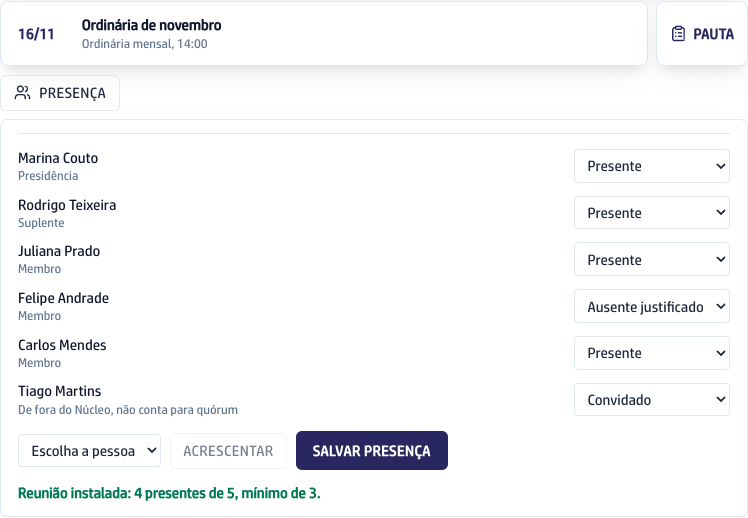 16/11
Ordinária de novembro
Ordinária mensal, 14:00
PAUTA
PRESENÇA
Marina Couto
Presidência
Presente
Rodrigo Teixeira
Suplente
Presente
Juliana Prado
Membro
Presente
Felipe Andrade
Membro
Ausente justificado
Carlos Mendes
Membro
Presente
Tiago Martins
De fora do Núcleo, não conta para quórum
Convidado
Escolha a pessoa
ACRESCENTAR
SALVAR PRESENÇA
Reunião instalada: 4 presentes de 5, mínimo de 3.